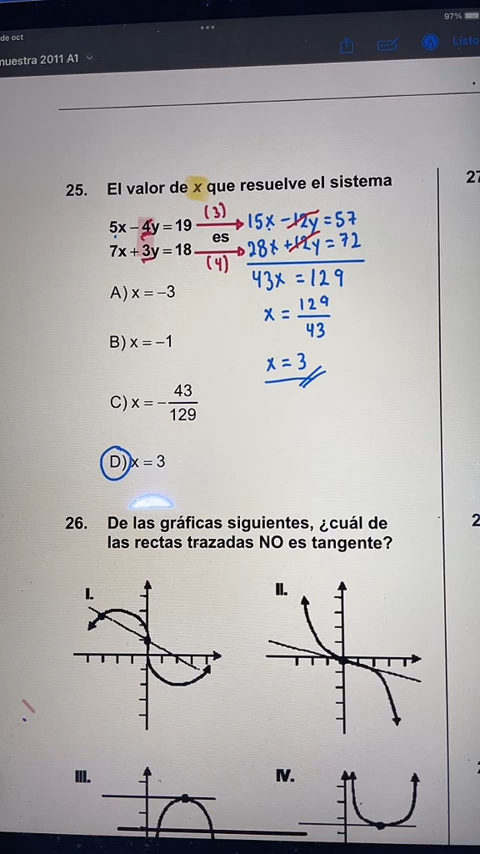 97%
de oct
Listo
nuestra 2011 A1
25. El valor de x que resuelve el sistema
5x – 4y = 19 (3) 15x – 12y = 57
es
7x + 3y = 18 (4) 28x + 12y = 72
43x = 129
x = 129/43
x = 3
A) x = –3
B) x = –1
C) x = – 43/129
D) x = 3
26. De las gráficas siguientes, ¿cuál de
las rectas trazadas NO es tangente?
I.
II.
III.
IV.
27
2